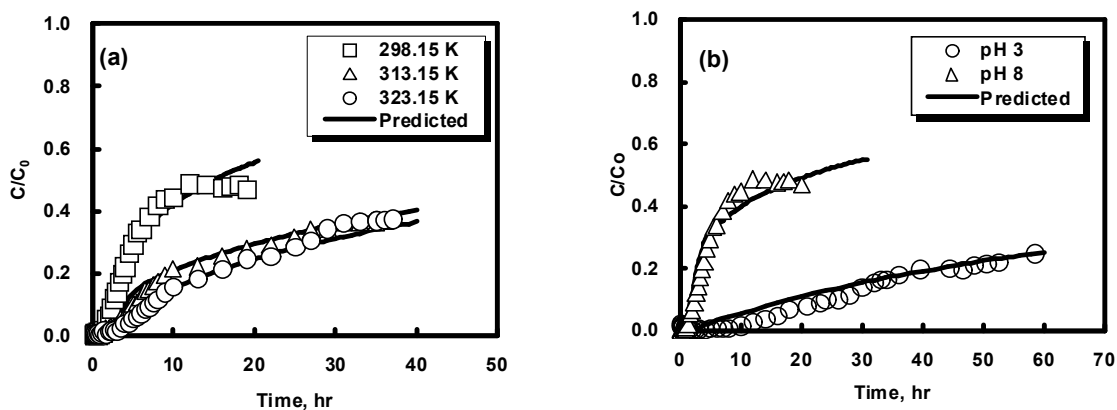 (a)
298.15 K
313.15 K
323.15 K
Predicted
1.0
0.8
0.6
0.4
0.2
0.0
C/C0
0 10 20 30 40 50
Time, hr
(b)
pH 3
pH 8
Predicted
1.0
0.8
0.6
0.4
0.2
0.0
C/Co
0 10 20 30 40 50 60 70
Time, hr